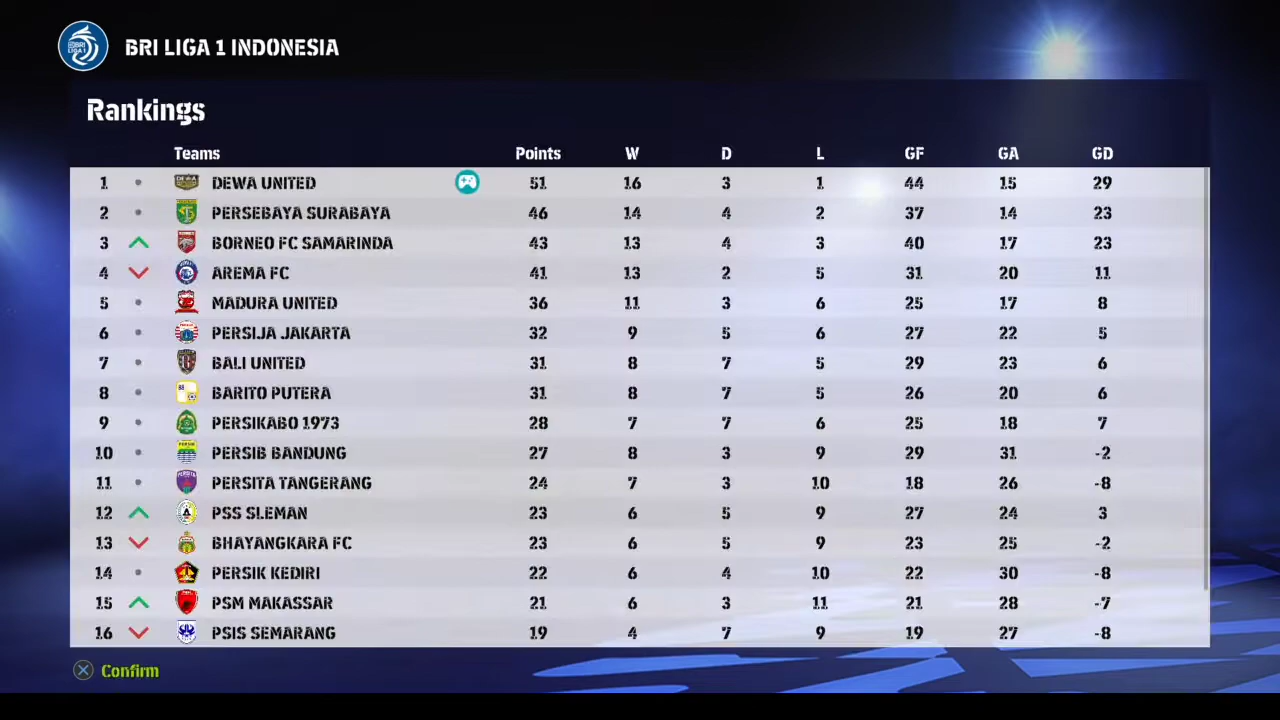 BRI LIGA 1 INDONESIA
Rankings
Teams Points W D L GF GA GD
1 DEWA UNITED 51 16 3 1 44 15 29
2 PERSEBAYA SURABAYA 46 14 4 2 37 14 23
3 BORNEO FC SAMARINDA 43 13 4 3 40 17 23
4 AREMA FC 41 13 2 5 31 20 11
5 MADURA UNITED 36 11 3 6 25 17 8
6 PERSIJA JAKARTA 32 9 5 6 27 22 5
7 BALI UNITED 31 8 7 5 29 23 6
8 BARITO PUTERA 31 8 7 5 26 20 6
9 PERSIKABO 1973 28 7 7 6 25 18 7
10 PERSIB BANDUNG 27 8 3 9 29 31 -2
11 PERSITA TANGERANG 24 7 3 10 18 26 -8
12 PSS SLEMAN 23 6 5 9 27 24 3
13 BHAYANGKARA FC 23 6 5 9 23 25 -2
14 PERSIK KEDIRI 22 6 4 10 22 30 -8
15 PSM MAKASSAR 21 6 3 11 21 28 -7
16 PSIS SEMARANG 19 4 7 9 19 27 -8
Confirm